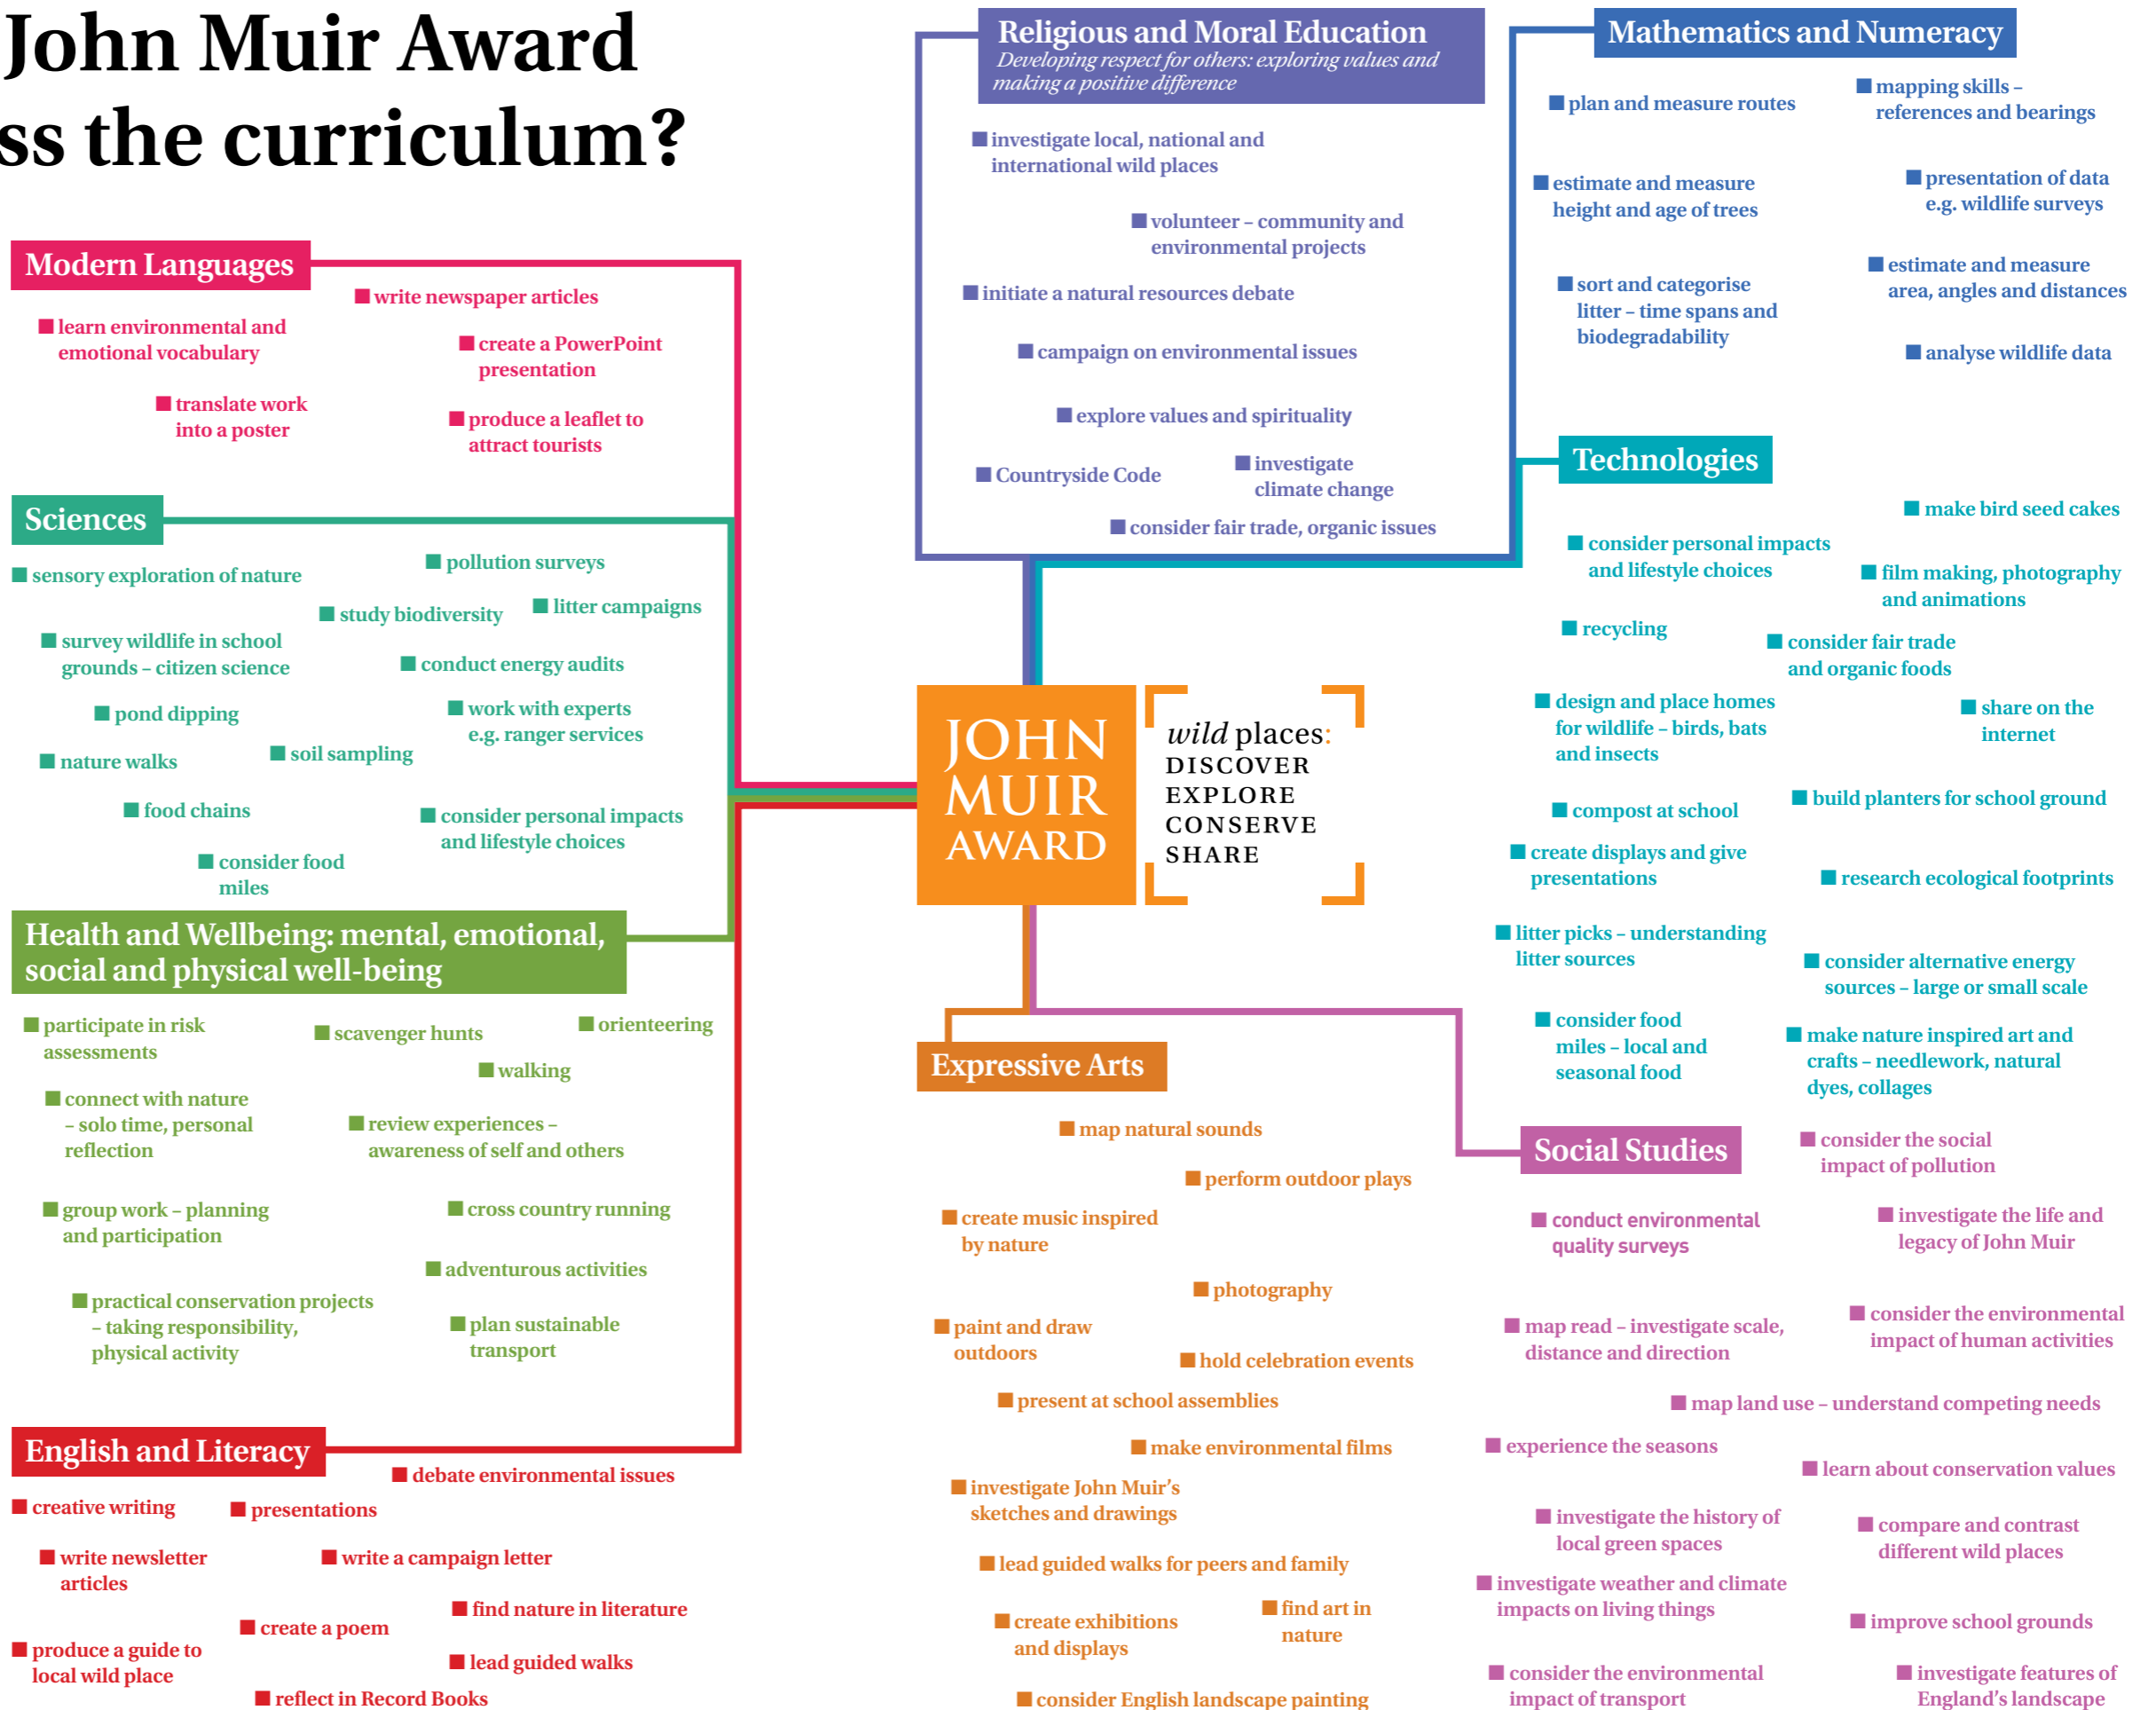 John Muir Award
ss the curriculum?
Modern Languages
■ write newspaper articles
■ learn environmental and
emotional vocabulary
■ create a PowerPoint
presentation
■ translate work
into a poster
■ produce a leaflet to
attract tourists
Sciences
■ pollution surveys
■ sensory exploration of nature
■ study biodiversity
■ litter campaigns
■ survey wildlife in school
grounds – citizen science
■ conduct energy audits
■ pond dipping
■ work with experts
e.g. ranger services
■ nature walks
■ soil sampling
■ food chains
■ consider personal impacts
and lifestyle choices
■ consider food
miles
Health and Wellbeing: mental, emotional,
social and physical well-being
■ participate in risk
assessments
■ scavenger hunts
■ orienteering
■ walking
■ connect with nature
– solo time, personal
reflection
■ review experiences –
awareness of self and others
■ group work – planning
and participation
■ cross country running
■ adventurous activities
■ practical conservation projects
– taking responsibility,
physical activity
■ plan sustainable
transport
English and Literacy
■ debate environmental issues
■ creative writing
■ presentations
■ write newsletter
articles
■ write a campaign letter
■ find nature in literature
■ create a poem
■ produce a guide to
local wild place
■ lead guided walks
■ reflect in Record Books
Religious and Moral Education
Developing respect for others: exploring values and
making a positive difference
■ investigate local, national and
international wild places
■ volunteer – community and
environmental projects
■ initiate a natural resources debate
■ campaign on environmental issues
■ explore values and spirituality
■ Countryside Code
■ investigate
climate change
■ consider fair trade, organic issues
JOHN
MUIR
AWARD
wild places:
DISCOVER
EXPLORE
CONSERVE
SHARE
Expressive Arts
■ map natural sounds
■ perform outdoor plays
■ create music inspired
by nature
■ photography
■ paint and draw
outdoors
■ hold celebration events
■ present at school assemblies
■ make environmental films
■ investigate John Muir's
sketches and drawings
■ lead guided walks for peers and family
■ create exhibitions
and displays
■ find art in
nature
■ consider English landscape painting
Mathematics and Numeracy
■ plan and measure routes
■ mapping skills –
references and bearings
■ estimate and measure
height and age of trees
■ presentation of data
e.g. wildlife surveys
■ sort and categorise
litter – time spans and
biodegradability
■ estimate and measure
area, angles and distances
■ analyse wildlife data
Technologies
■ make bird seed cakes
■ consider personal impacts
and lifestyle choices
■ film making, photography
and animations
■ recycling
■ consider fair trade
and organic foods
■ design and place homes
for wildlife – birds, bats
and insects
■ share on the
internet
■ compost at school
■ build planters for school ground
■ create displays and give
presentations
■ research ecological footprints
■ litter picks – understanding
litter sources
■ consider alternative energy
sources – large or small scale
■ consider food
miles – local and
seasonal food
■ make nature inspired art and
crafts – needlework, natural
dyes, collages
Social Studies
■ consider the social
impact of pollution
■ conduct environmental
quality surveys
■ investigate the life and
legacy of John Muir
■ map read – investigate scale,
distance and direction
■ consider the environmental
impact of human activities
■ map land use – understand competing needs
■ experience the seasons
■ learn about conservation values
■ investigate the history of
local green spaces
■ compare and contrast
different wild places
■ investigate weather and climate
impacts on living things
■ improve school grounds
■ consider the environmental
impact of transport
■ investigate features of
England's landscape